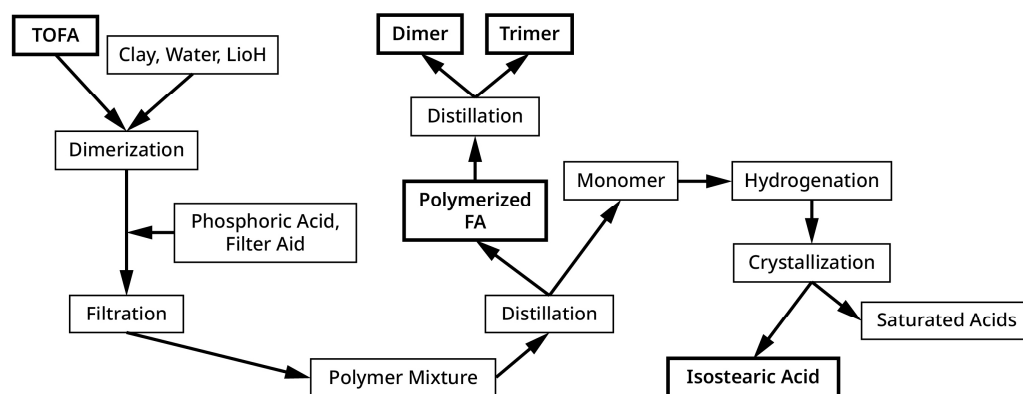 TOFA
Clay, Water, LioH
Dimerization
Phosphoric Acid,
Filter Aid
Filtration
Polymer Mixture
Distillation
Polymerized
FA
Distillation
Dimer
Trimer
Monomer
Hydrogenation
Crystallization
Saturated Acids
Isostearic Acid